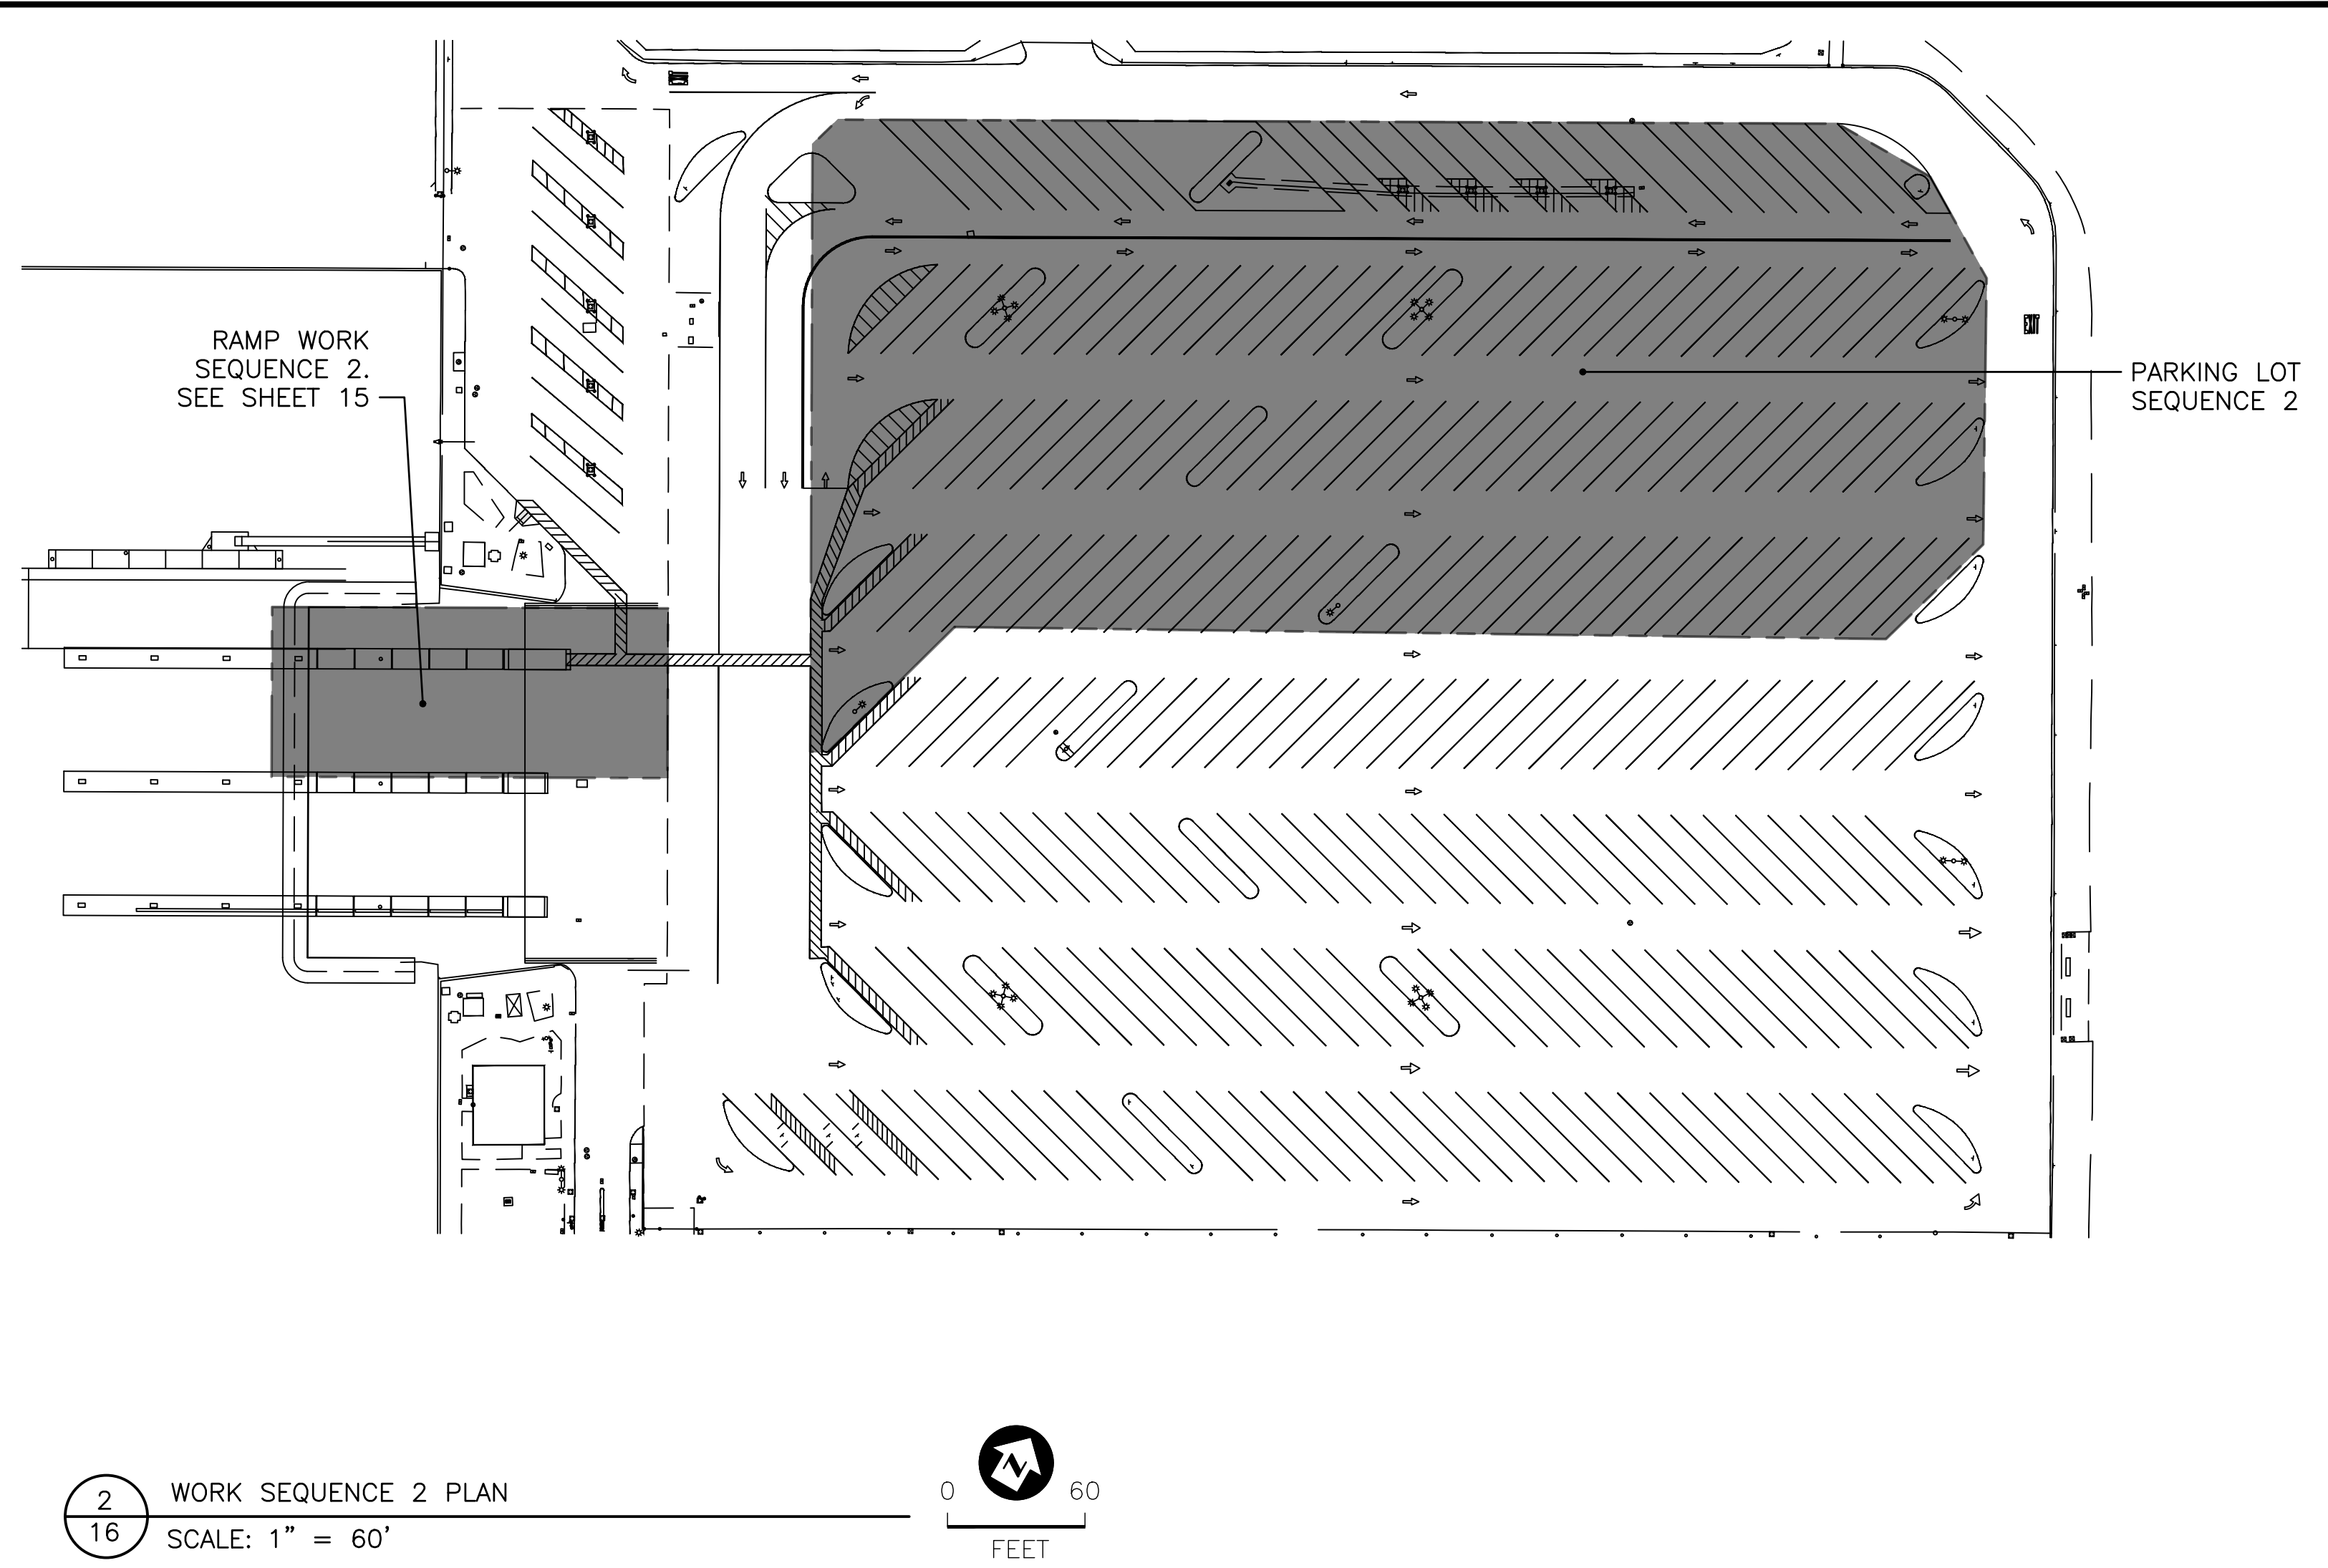 RAMP WORK
SEQUENCE 2.
SEE SHEET 15
PARKING LOT
SEQUENCE 2
2
16
WORK SEQUENCE 2 PLAN
SCALE: 1" = 60'
N
0 60
FEET